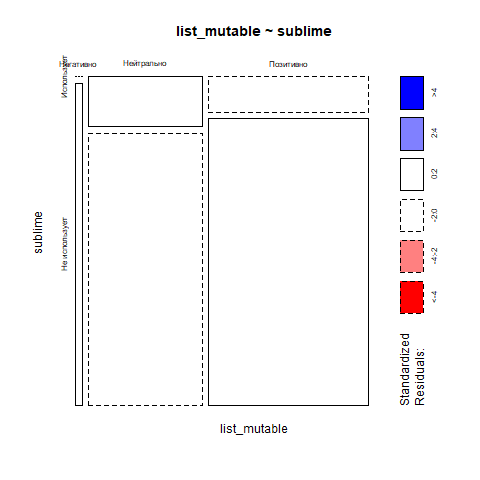 list_mutable ~ sublime
Негативно
Нейтрально
Позитивно
Использует
Не использует
sublime
list_mutable
>4
2:4
0:2
-2:0
-4:-2
<-4
Standardized
Residuals: